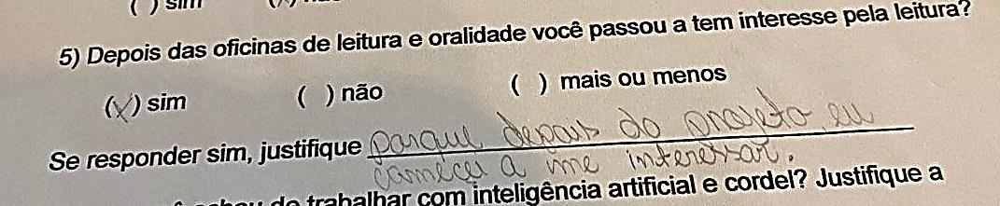 ( ) sim
5) Depois das oficinas de leitura e oralidade você passou a tem interesse pela leitura?
(X) sim ( ) não ( ) mais ou menos
Se responder sim, justifique porque depois do projeto eu
comecei a me interessar.
de trabalhar com inteligência artificial e cordel? Justifique a